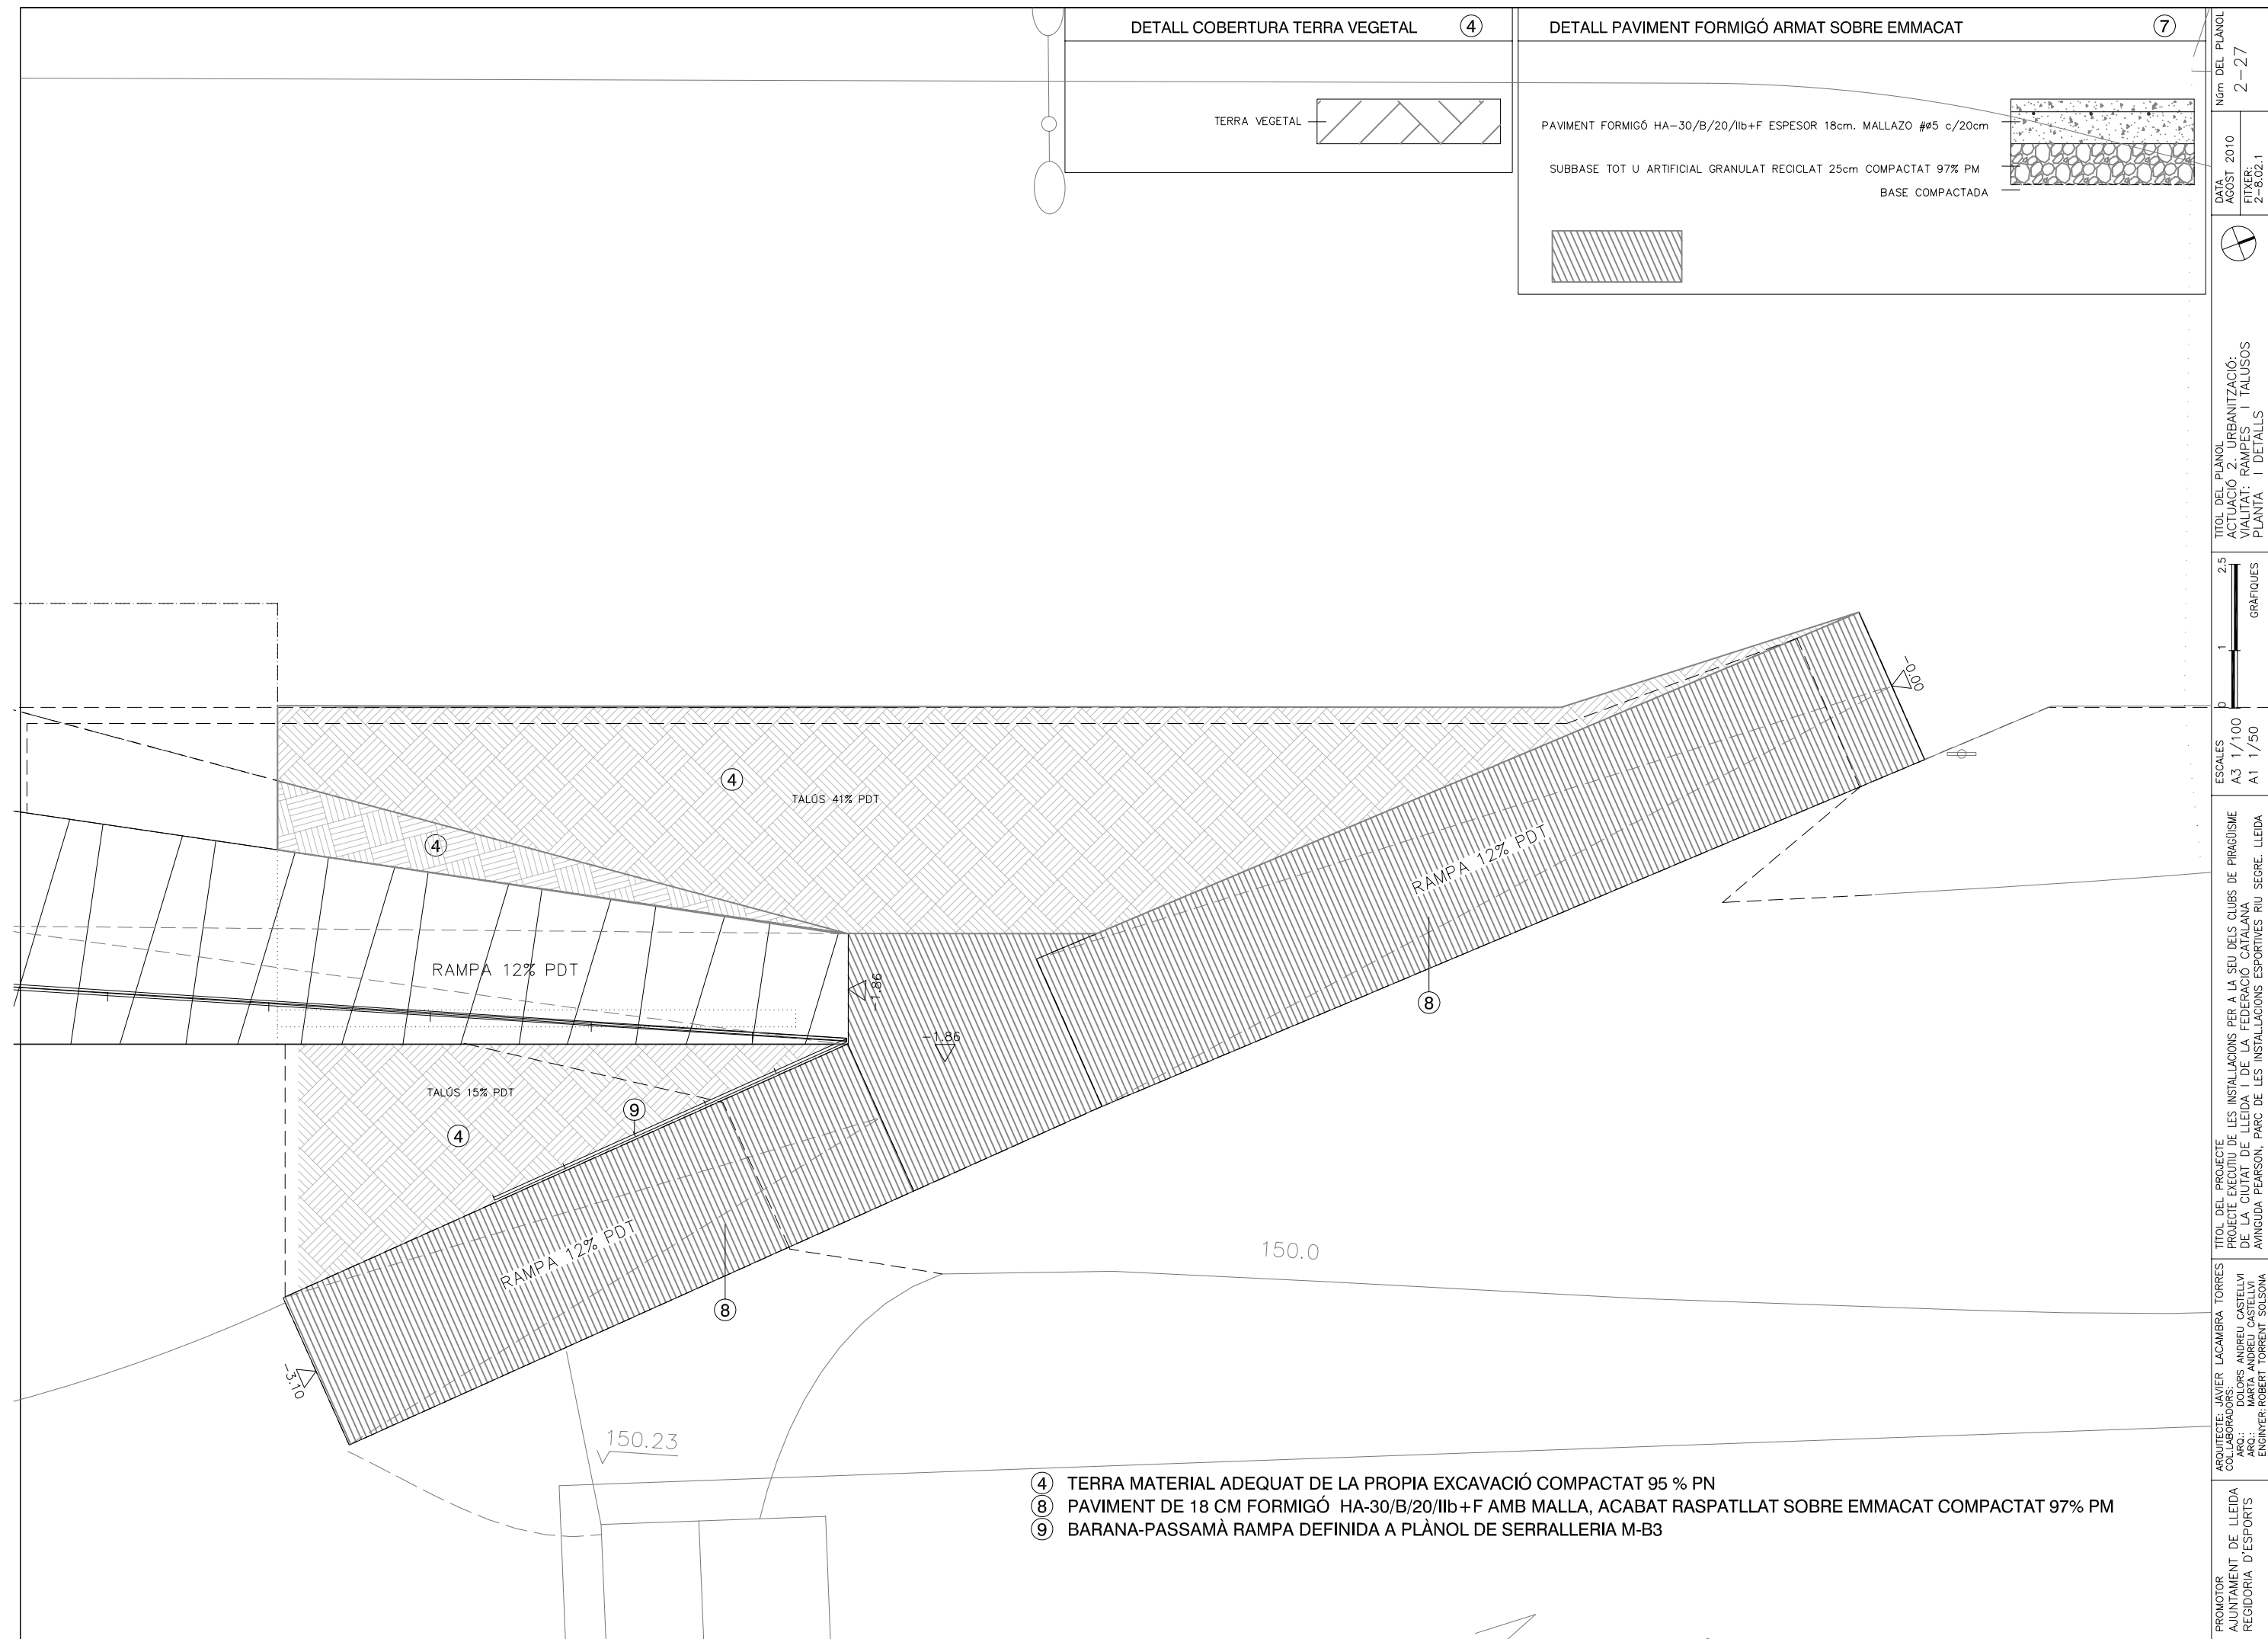 DETALL COBERTURA TERRA VEGETAL 4
TERRA VEGETAL
DETALL PAVIMENT FORMIGÓ ARMAT SOBRE EMMACAT 7
PAVIMENT FORMIGÓ HA-30/B/20/IIb+F ESPESOR 18cm. MALLAZO #ø5 c/20cm
SUBBASE TOT U ARTIFICIAL GRANULAT RECICLAT 25cm COMPACTAT 97% PM
BASE COMPACTADA
-0.00
4
TALÚS 41% PDT
4
RAMPA 12% PDT
RAMPA 12% PDT
-1.86
8
-1.86
TALÚS 15% PDT
9
4
RAMPA 12% PDT
150.0
8
-3.10
150.23
4 TERRA MATERIAL ADEQUAT DE LA PROPIA EXCAVACIÓ COMPACTAT 95 % PN
8 PAVIMENT DE 18 CM FORMIGÓ HA-30/B/20/IIb+F AMB MALLA, ACABAT RASPATLLAT SOBRE EMMACAT COMPACTAT 97% PM
9 BARANA-PASSAMÀ RAMPA DEFINIDA A PLÀNOL DE SERRALLERIA M-B3
PROMOTOR
AJUNTAMENT DE LLEIDA
REGIDORIA D'ESPORTS
ARQUITECTE: JAVIER LACAMBRA TORRES
COL.LABORADORS:
ARQ.: DOLORS ANDREU CASTELLVI
ARQ.: MARTA ANDREU CASTELLVI
ENGINYER: ROBERT TORRENT SOLSONA
TÍTOL DEL PROJECTE
PROJECTE EXECUTIU DE LES INSTAL.LACIONS PER A LA SEU DELS CLUBS DE PIRAGÜISME
DE LA CIUTAT DE LLEIDA I DE LA FEDERACIÓ CATALANA
AVINGUDA PEARSON, PARC DE LES INSTAL.LACIONS ESPORTIVES RIU SEGRE. LLEIDA
ESCALES
A3 1/100
A1 1/50
0 1 2.5
GRÀFIQUES
TITOL DEL PLÀNOL
ACTUACIÓ 2. URBANITZACIÓ:
VIALITAT: RAMPES I TALUSOS
PLANTA I DETALLS
DATA
AGOST 2010
FITXER:
2-8.02.1
Núm DEL PLÀNOL
2-27